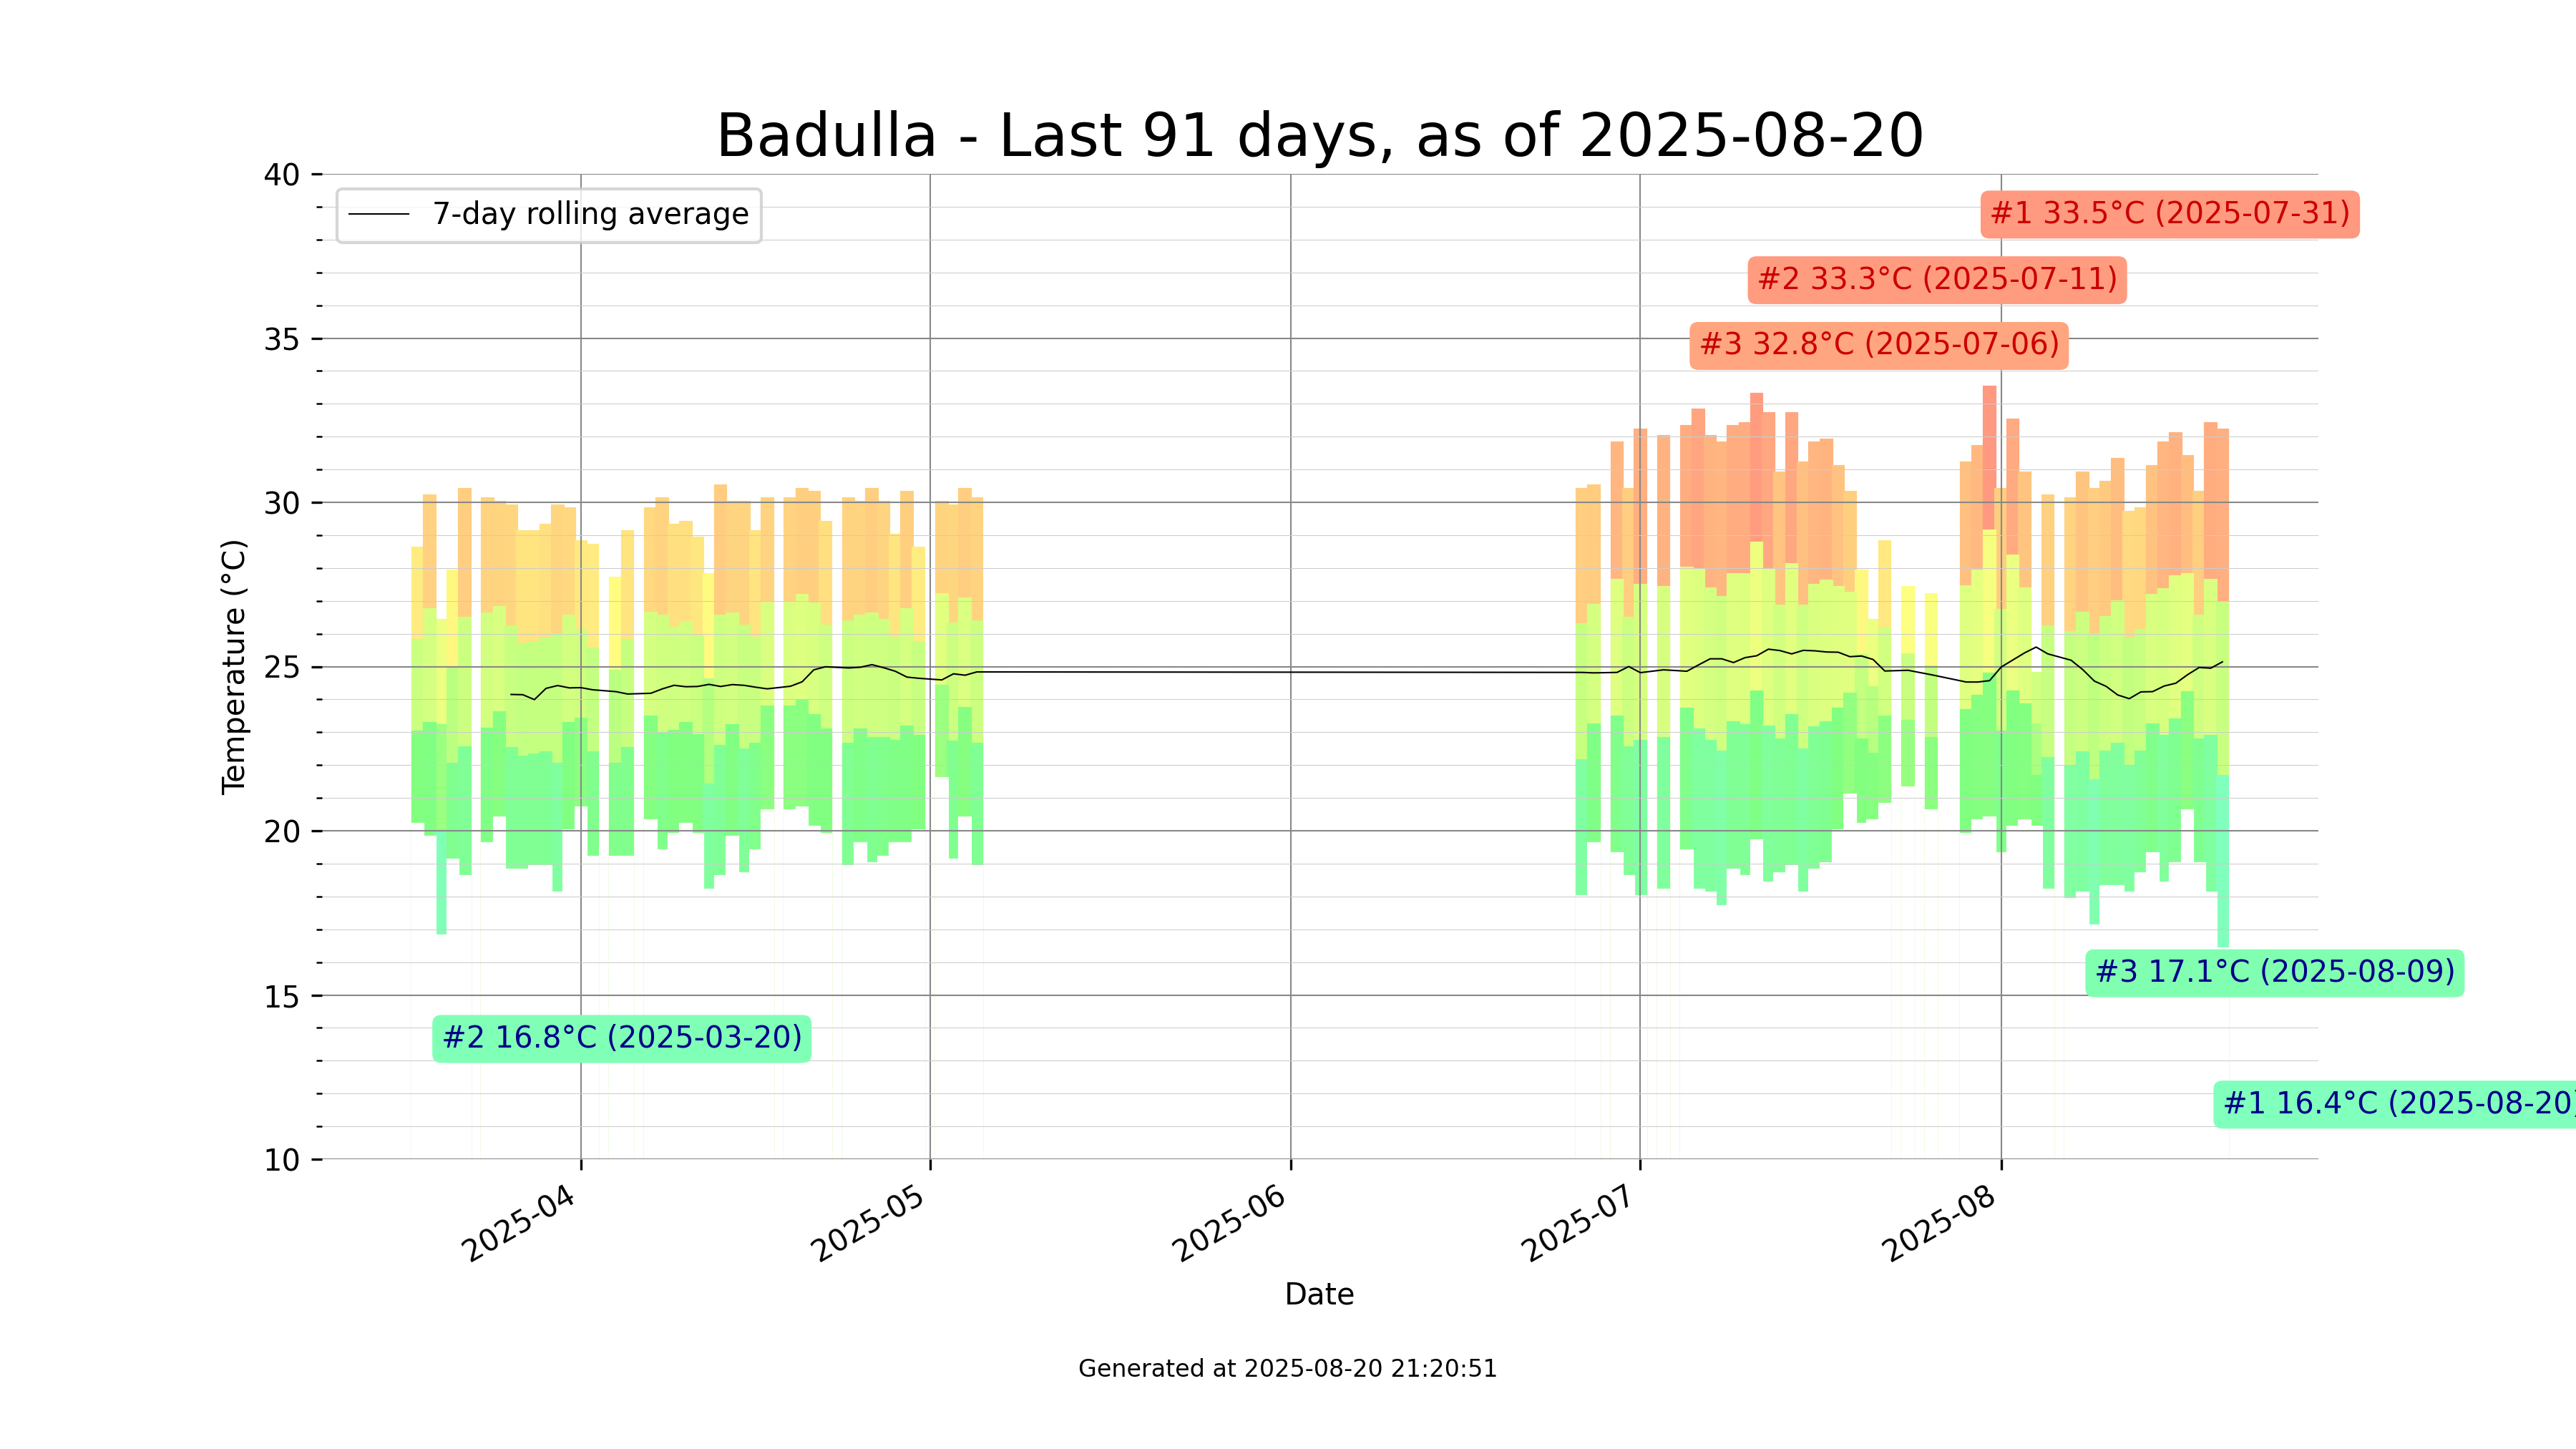 Badulla - Last 91 days, as of 2025-08-20
40
35
30
25
20
15
10
Temperature (°C)
7-day rolling average
#1 33.5°C (2025-07-31)
#2 33.3°C (2025-07-11)
#3 32.8°C (2025-07-06)
#3 17.1°C (2025-08-09)
#2 16.8°C (2025-03-20)
#1 16.4°C (2025-08-20)
2025-04
2025-05
2025-06
2025-07
2025-08
Date
Generated at 2025-08-20 21:20:51